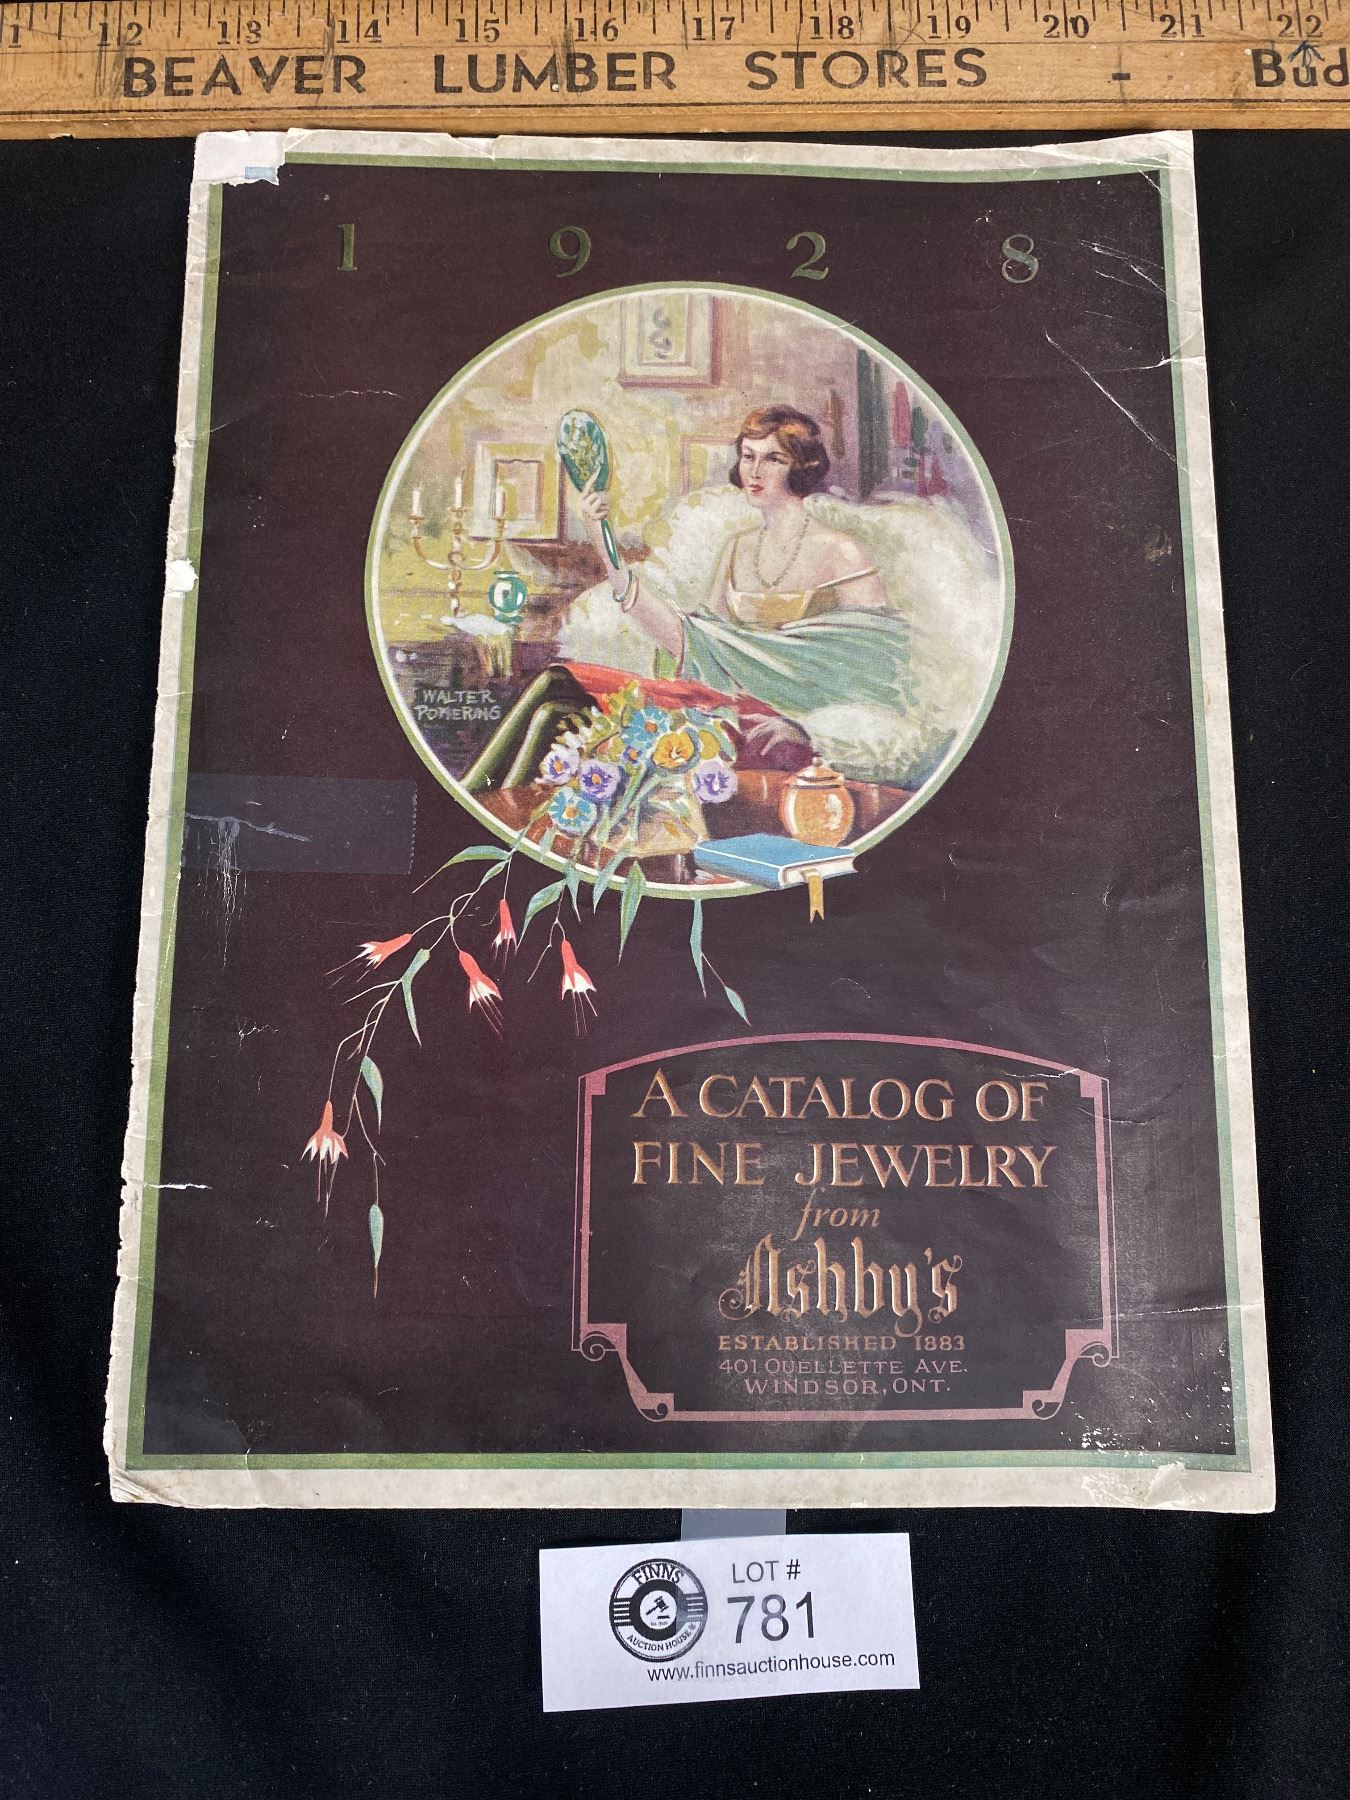 1 12 13 14 15 16 17 18 19 20 21 22
BEAVER LUMBER STORES - Bud
1 9 2 8
WALTER
POMERING
A CATALOG OF
FINE JEWELRY
from
Ashby's
ESTABLISHED 1883
401 OUELLETTE AVE.
WINDSOR, ONT.
FINNS
AUCTION HOUSE
LOT #
781
www.finnsauctionhouse.com